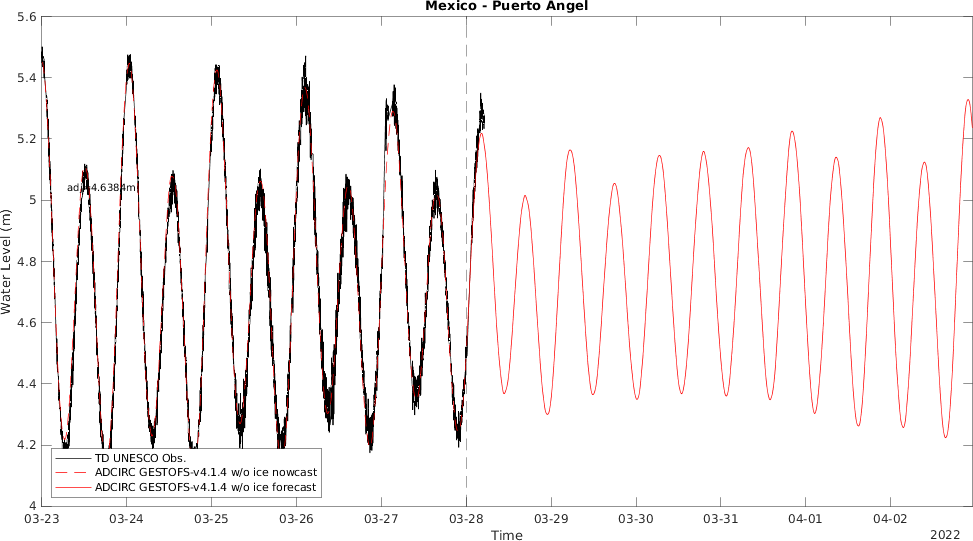 Mexico - Puerto Angel
Water Level (m)
5.6
5.4
5.2
5
4.8
4.6
4.4
4.2
4
4.6384m
TD UNESCO Obs.
ADCIRC GESTOFS-v4.1.4 w/o ice nowcast
ADCIRC GESTOFS-v4.1.4 w/o ice forecast
03-23 03-24 03-25 03-26 03-27 03-28 03-29 03-30 03-31 04-01 04-02
Time
2022